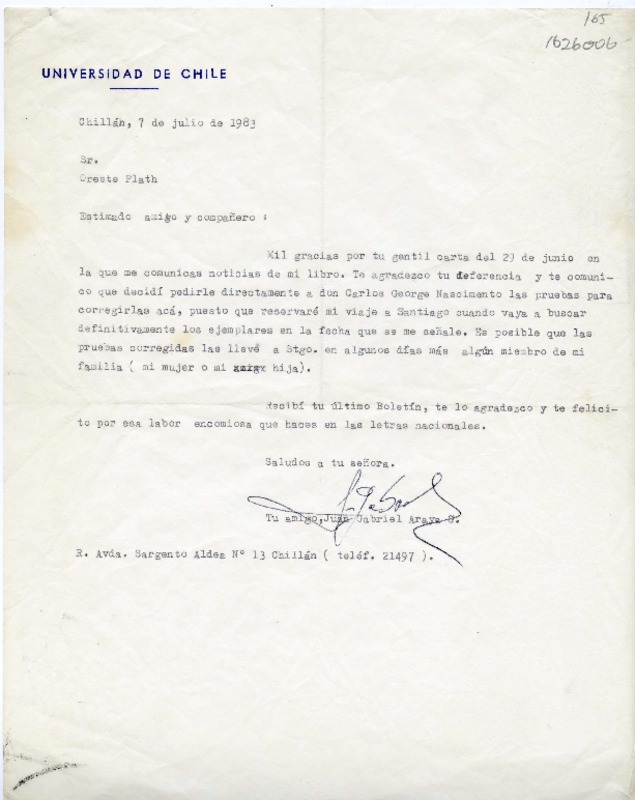 165
1626006
UNIVERSIDAD DE CHILE
Chillán, 7 de julio de 1983
Sr.
Oreste Plath
Estimado amigo y compañero :
Mil gracias por tu gentil carta del 29 de junio en
la que me comunicas noticias de mi libro. Te agradezco tu deferencia y te comuni-
co que decidí pedirle directamente a don Carlos George Nascimento las pruebas para
corregirlas acá, puesto que reservaré mi viaje a Santiago cuando vaya a buscar
definitivamente los ejemplares en la fecha que se me señale. Es posible que las
pruebas corregidas las llevé a Stgo. en algunos días más algún miembro de mi
familia ( mi mujer o mi hija).
Recibí tu último Boletín, te lo agradezco y te felici-
to por esa labor encomiosa que haces en las letras nacionales.
Saludos a tu señora.
Tu amigo,Juan Gabriel Araya G.
R. Avda. Sargento Aldea Nº 13 Chillán ( teléf. 21497 ).